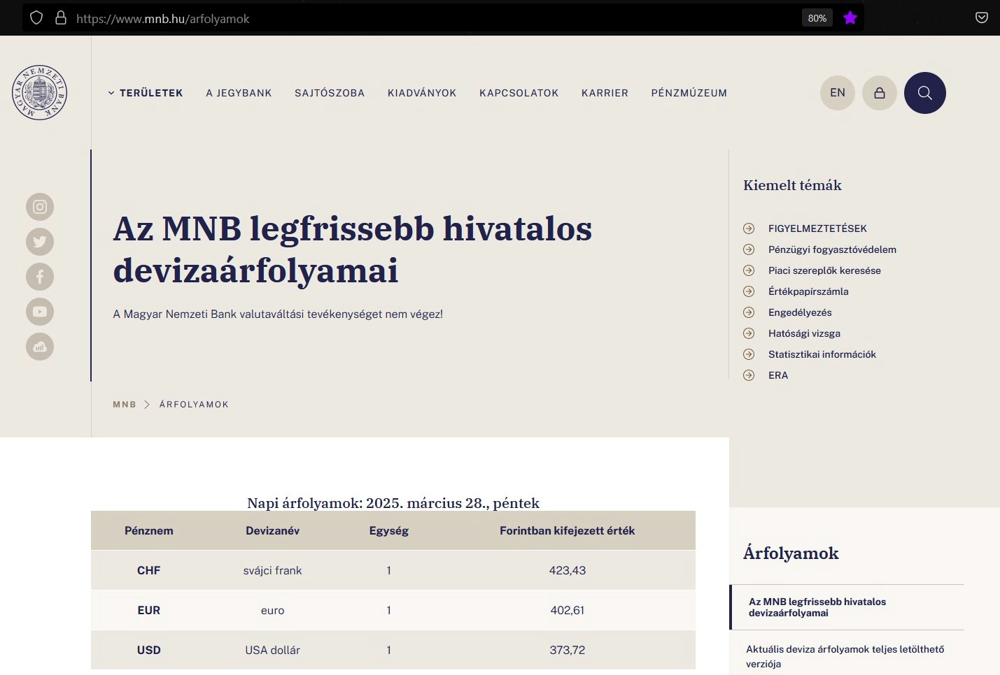 https://www.mnb.hu/arfolyamok
80%
MAGYAR NEMZETI BANK
TERÜLETEK
A JEGYBANK
SAJTÓSZOBA
KIADVÁNYOK
KAPCSOLATOK
KARRIER
PÉNZMÚZEUM
EN
Az MNB legfrissebb hivatalos
devizaárfolyamai
A Magyar Nemzeti Bank valutaváltási tevékenységet nem végez!
MNB
ÁRFOLYAMOK
Kiemelt témák
FIGYELMEZTETÉSEK
Pénzügyi fogyasztóvédelem
Piaci szereplők keresése
Értékpapírszámla
Engedélyezés
Hatósági vizsga
Statisztikai információk
ERA
Napi árfolyamok: 2025. március 28., péntek
Pénznem Devizanév Egység Forintban kifejezett érték
CHF svájci frank 1 423,43
EUR euro 1 402,61
USD USA dollár 1 373,72
Árfolyamok
Az MNB legfrissebb hivatalos
devizaárfolyamai
Aktuális deviza árfolyamok teljes letölthető
verziója